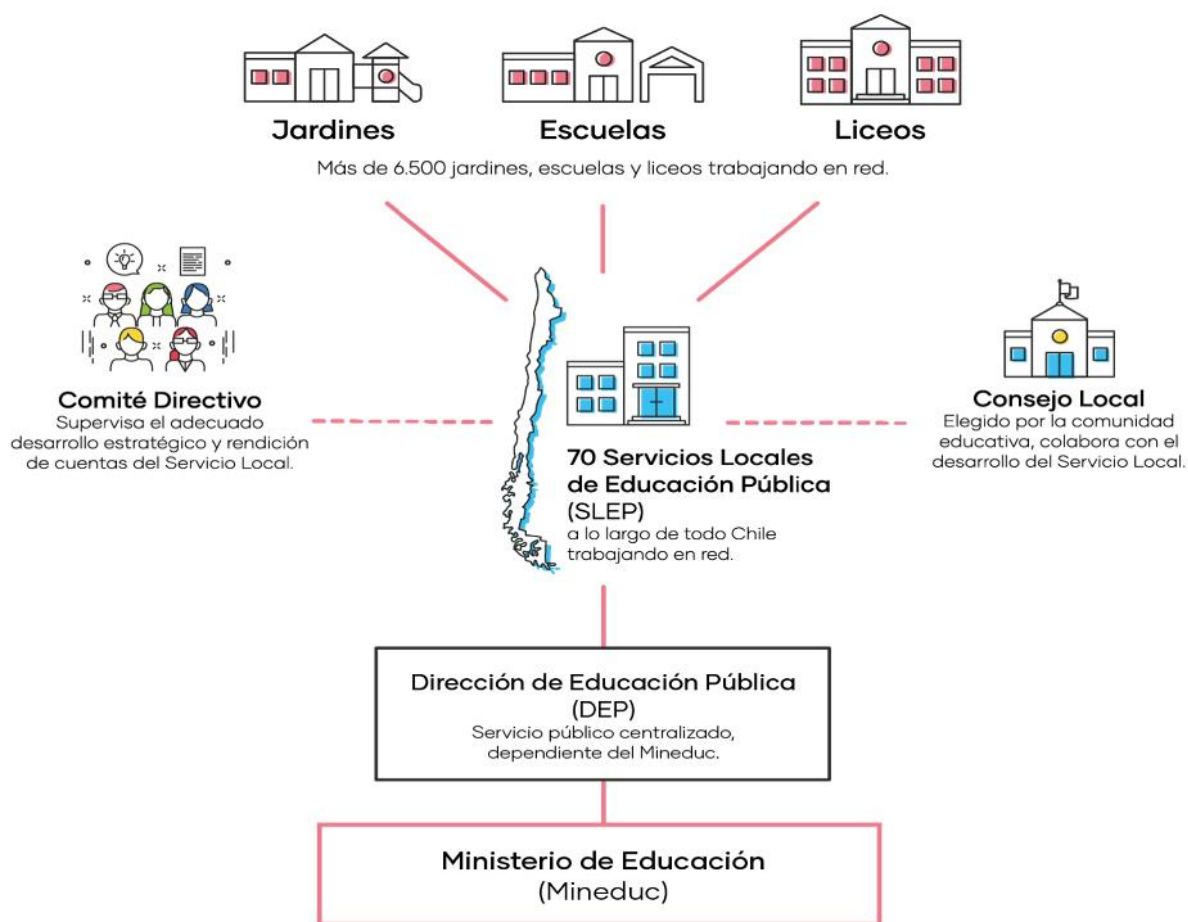 Jardines
Escuelas
Liceos
Más de 6.500 jardines, escuelas y liceos trabajando en red.
Comité Directivo
Supervisa el adecuado
desarrollo estratégico y rendición
de cuentas del Servicio Local.
70 Servicios Locales
de Educación Pública
(SLEP)
a lo largo de todo Chile
trabajando en red.
Consejo Local
Elegido por la comunidad
educativa, colabora con el
desarrollo del Servicio Local.
Dirección de Educación Pública
(DEP)
Servicio público centralizado,
dependiente del Mineduc.
Ministerio de Educación
(Mineduc)